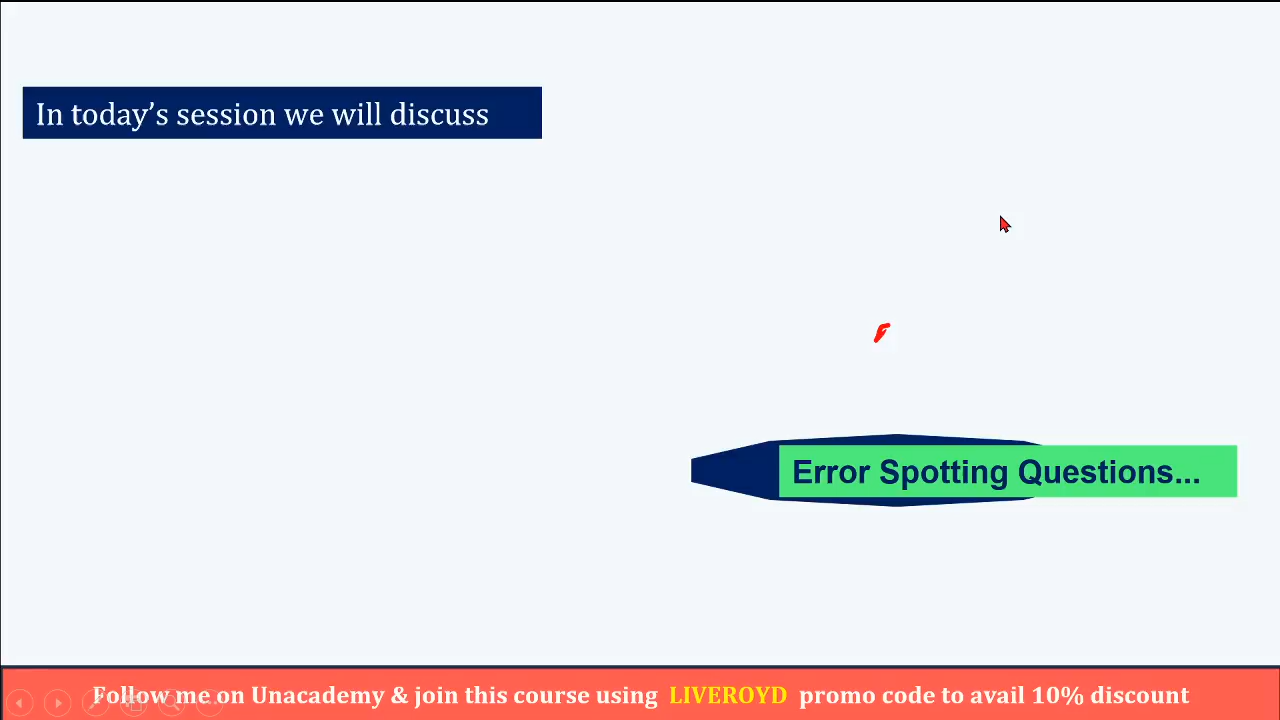 In today’s session we will discuss
Error Spotting Questions...
Follow me on Unacademy & join this course using LIVEROYD promo code to avail 10% discount